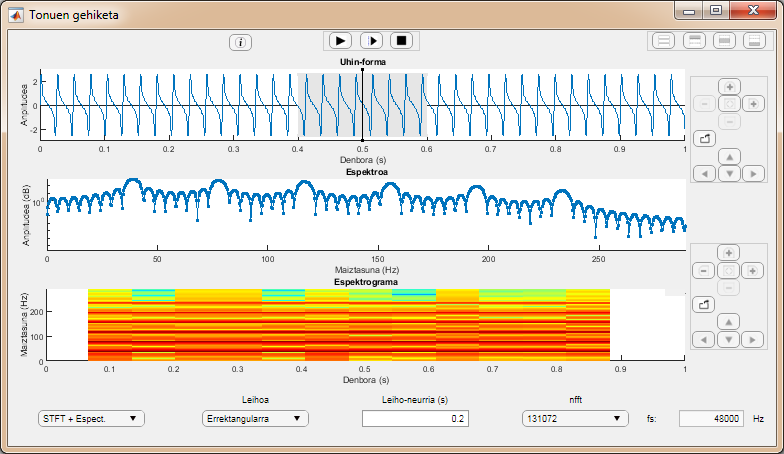 Tonuen gehiketa
Uhin-forma
Anplitudea
2
0
-2
0 0.1 0.2 0.3 0.4 0.5 0.6 0.7 0.8 0.9 1
Denbora (s)
Espektroa
Anplitudea (dB)
10⁰
0 50 100 150 200 250
Maiztasuna (Hz)
Espektrograma
Maiztasuna (Hz)
200
100
0
0 0.1 0.2 0.3 0.4 0.5 0.6 0.7 0.8 0.9 1
Denbora (s)
Leihoa Leiho-neurria (s) nfft
STFT + Espect. Errektangularra 0.2 131072 fs: 48000 Hz